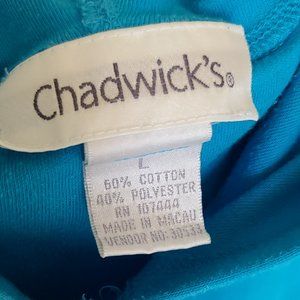 Chadwick's®
L
60% COTTON
40% POLYESTER
RN 107444
MADE IN MACAU
VENDOR NO: